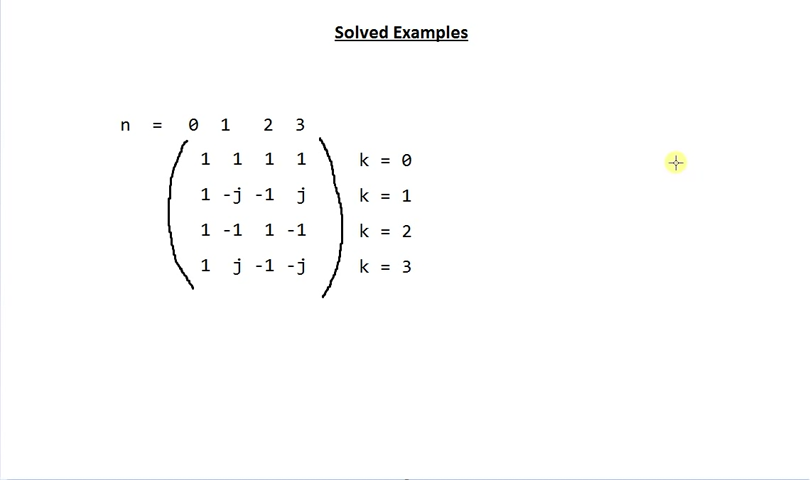 Solved Examples
n = 0 1 2 3
1 1 1 1 k = 0
1 -j -1 j k = 1
1 -1 1 -1 k = 2
1 j -1 -j k = 3